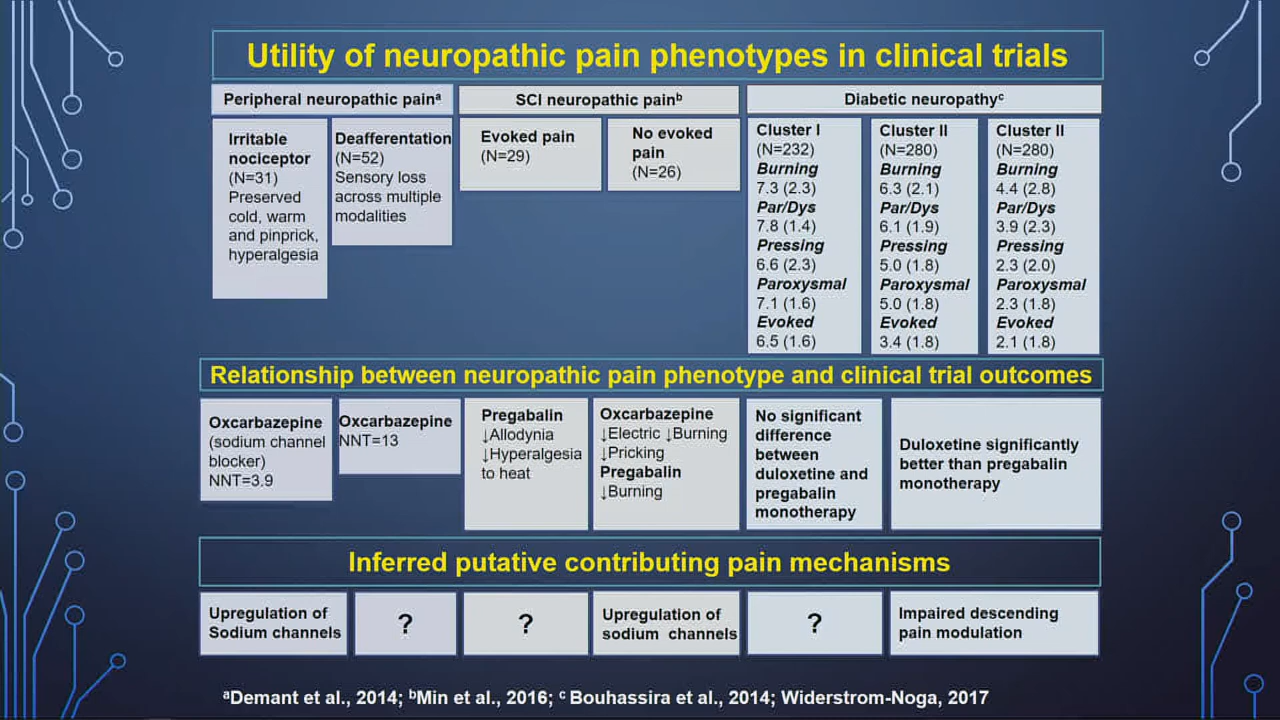 Utility of neuropathic pain phenotypes in clinical trials
Peripheral neuropathic painᵃ
SCI neuropathic painᵇ
Diabetic neuropathyᶜ
Irritable
nociceptor
(N=31)
Preserved
cold, warm
and pinprick,
hyperalgesia
Deafferentation
(N=52)
Sensory loss
across multiple
modalities
Evoked pain
(N=29)
No evoked
pain
(N=26)
Cluster I
(N=232)
Burning
7.3 (2.3)
Par/Dys
7.8 (1.4)
Pressing
6.6 (2.3)
Paroxysmal
7.1 (1.6)
Evoked
6.5 (1.6)
Cluster II
(N=280)
Burning
6.3 (2.1)
Par/Dys
6.1 (1.9)
Pressing
5.0 (1.8)
Paroxysmal
5.0 (1.8)
Evoked
3.4 (1.8)
Cluster II
(N=280)
Burning
4.4 (2.8)
Par/Dys
3.9 (2.3)
Pressing
2.3 (2.0)
Paroxysmal
2.3 (1.8)
Evoked
2.1 (1.8)
Relationship between neuropathic pain phenotype and clinical trial outcomes
Oxcarbazepine
(sodium channel
blocker)
NNT=3.9
Oxcarbazepine
NNT=13
Pregabalin
↓Allodynia
↓Hyperalgesia
to heat
Oxcarbazepine
↓Electric ↓Burning
↓Pricking
Pregabalin
↓Burning
No significant
difference
between
duloxetine and
pregabalin
monotherapy
Duloxetine significantly
better than pregabalin
monotherapy
Inferred putative contributing pain mechanisms
Upregulation of
Sodium channels
?
?
Upregulation of
sodium channels
?
Impaired descending
pain modulation
ᵃDemant et al., 2014; ᵇMin et al., 2016; ᶜ Bouhassira et al., 2014; Widerstrom-Noga, 2017